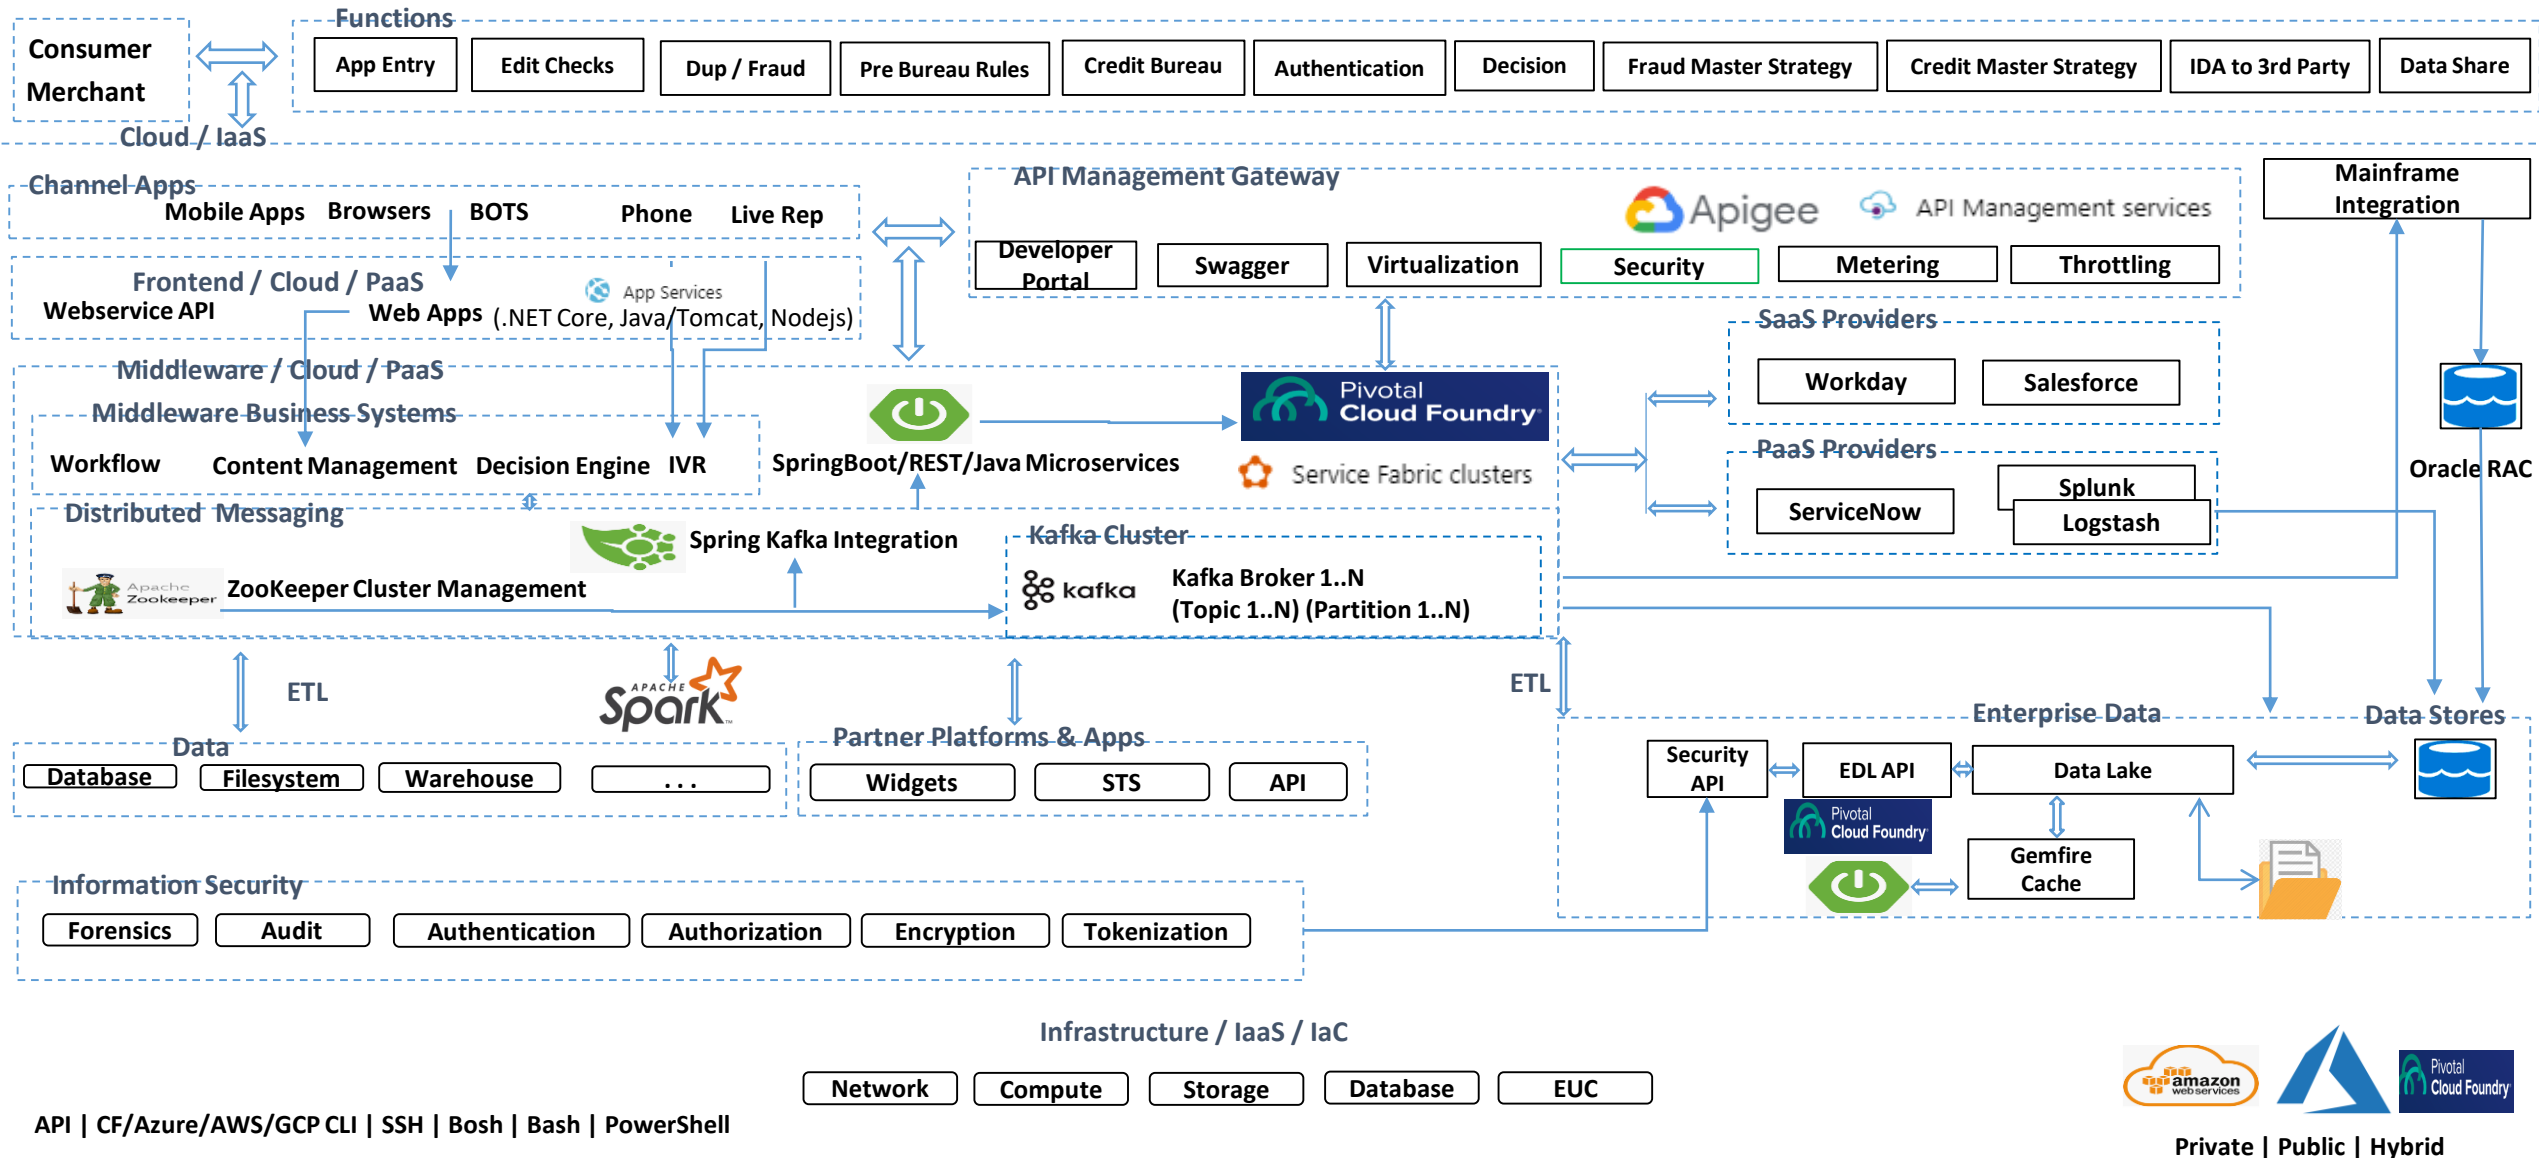 Functions
Consumer
Merchant
App Entry
Edit Checks
Dup / Fraud
Pre Bureau Rules
Credit Bureau
Authentication
Decision
Fraud Master Strategy
Credit Master Strategy
IDA to 3rd Party
Data Share
Cloud / IaaS
Channel Apps
Mobile Apps
Browsers
BOTS
Phone
Live Rep
API Management Gateway
Apigee
API Management services
Developer
Portal
Swagger
Virtualization
Security
Metering
Throttling
Mainframe
Integration
Frontend / Cloud / PaaS
App Services
Webservice API
Web Apps
(.NET Core, Java/Tomcat, Nodejs)
SaaS Providers
Workday
Salesforce
Middleware / Cloud / PaaS
Middleware Business Systems
Workflow
Content Management
Decision Engine
IVR
SpringBoot/REST/Java Microservices
Pivotal
Cloud Foundry
Service Fabric clusters
PaaS Providers
ServiceNow
Splunk
Logstash
Oracle RAC
Distributed Messaging
Spring Kafka Integration
Kafka Cluster
Apache
Zookeeper
ZooKeeper Cluster Management
kafka
Kafka Broker 1..N
(Topic 1..N) (Partition 1..N)
ETL
APACHE
Spark
ETL
Data
Database
Filesystem
Warehouse
. . .
Partner Platforms & Apps
Widgets
STS
API
Enterprise Data
Data Stores
Security
API
EDL API
Data Lake
Pivotal
Cloud Foundry
Gemfire
Cache
Information Security
Forensics
Audit
Authentication
Authorization
Encryption
Tokenization
Infrastructure / IaaS / IaC
Network
Compute
Storage
Database
EUC
amazon
webservices
Pivotal
Cloud Foundry
API | CF/Azure/AWS/GCP CLI | SSH | Bosh | Bash | PowerShell
Private | Public | Hybrid